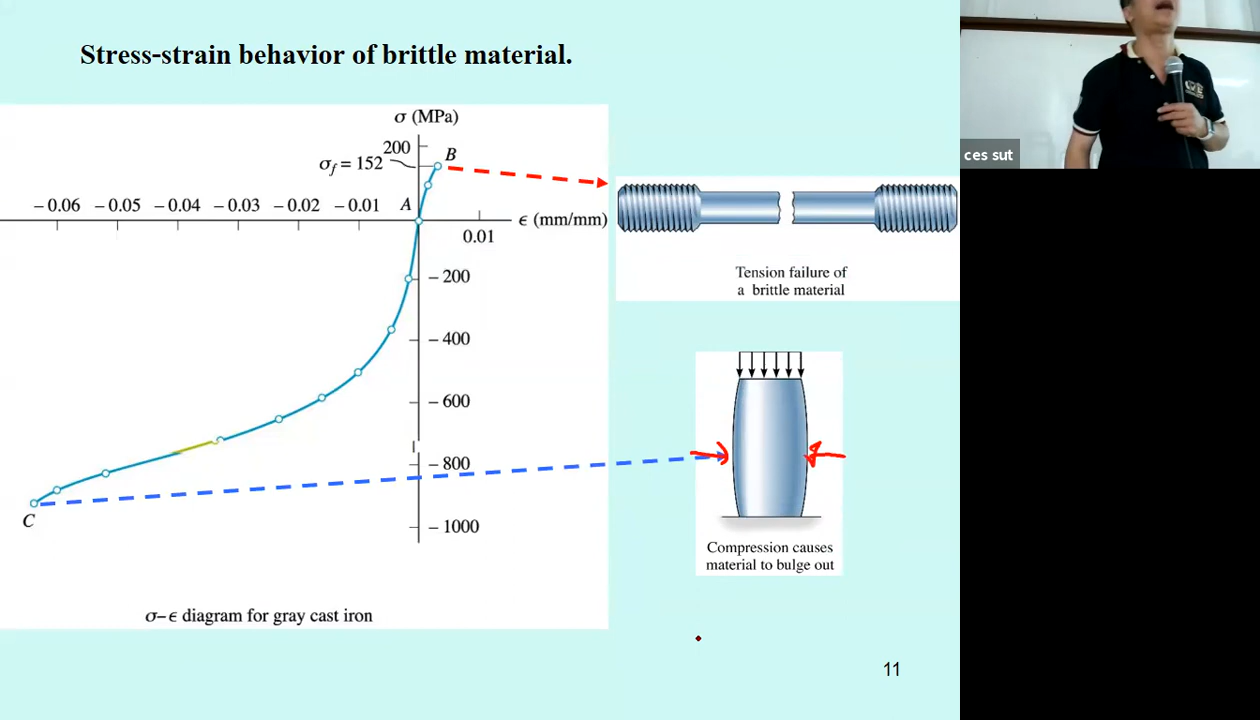 Stress-strain behavior of brittle material.
σ (MPa)
200
B
σf = 152
− 0.06
− 0.05
− 0.04
− 0.03
− 0.02
− 0.01
A
ϵ (mm/mm)
0.01
− 200
− 400
− 600
− 800
− 1000
C
σ–ϵ diagram for gray cast iron
Tension failure of
a brittle material
Compression causes
material to bulge out
11
ces sut